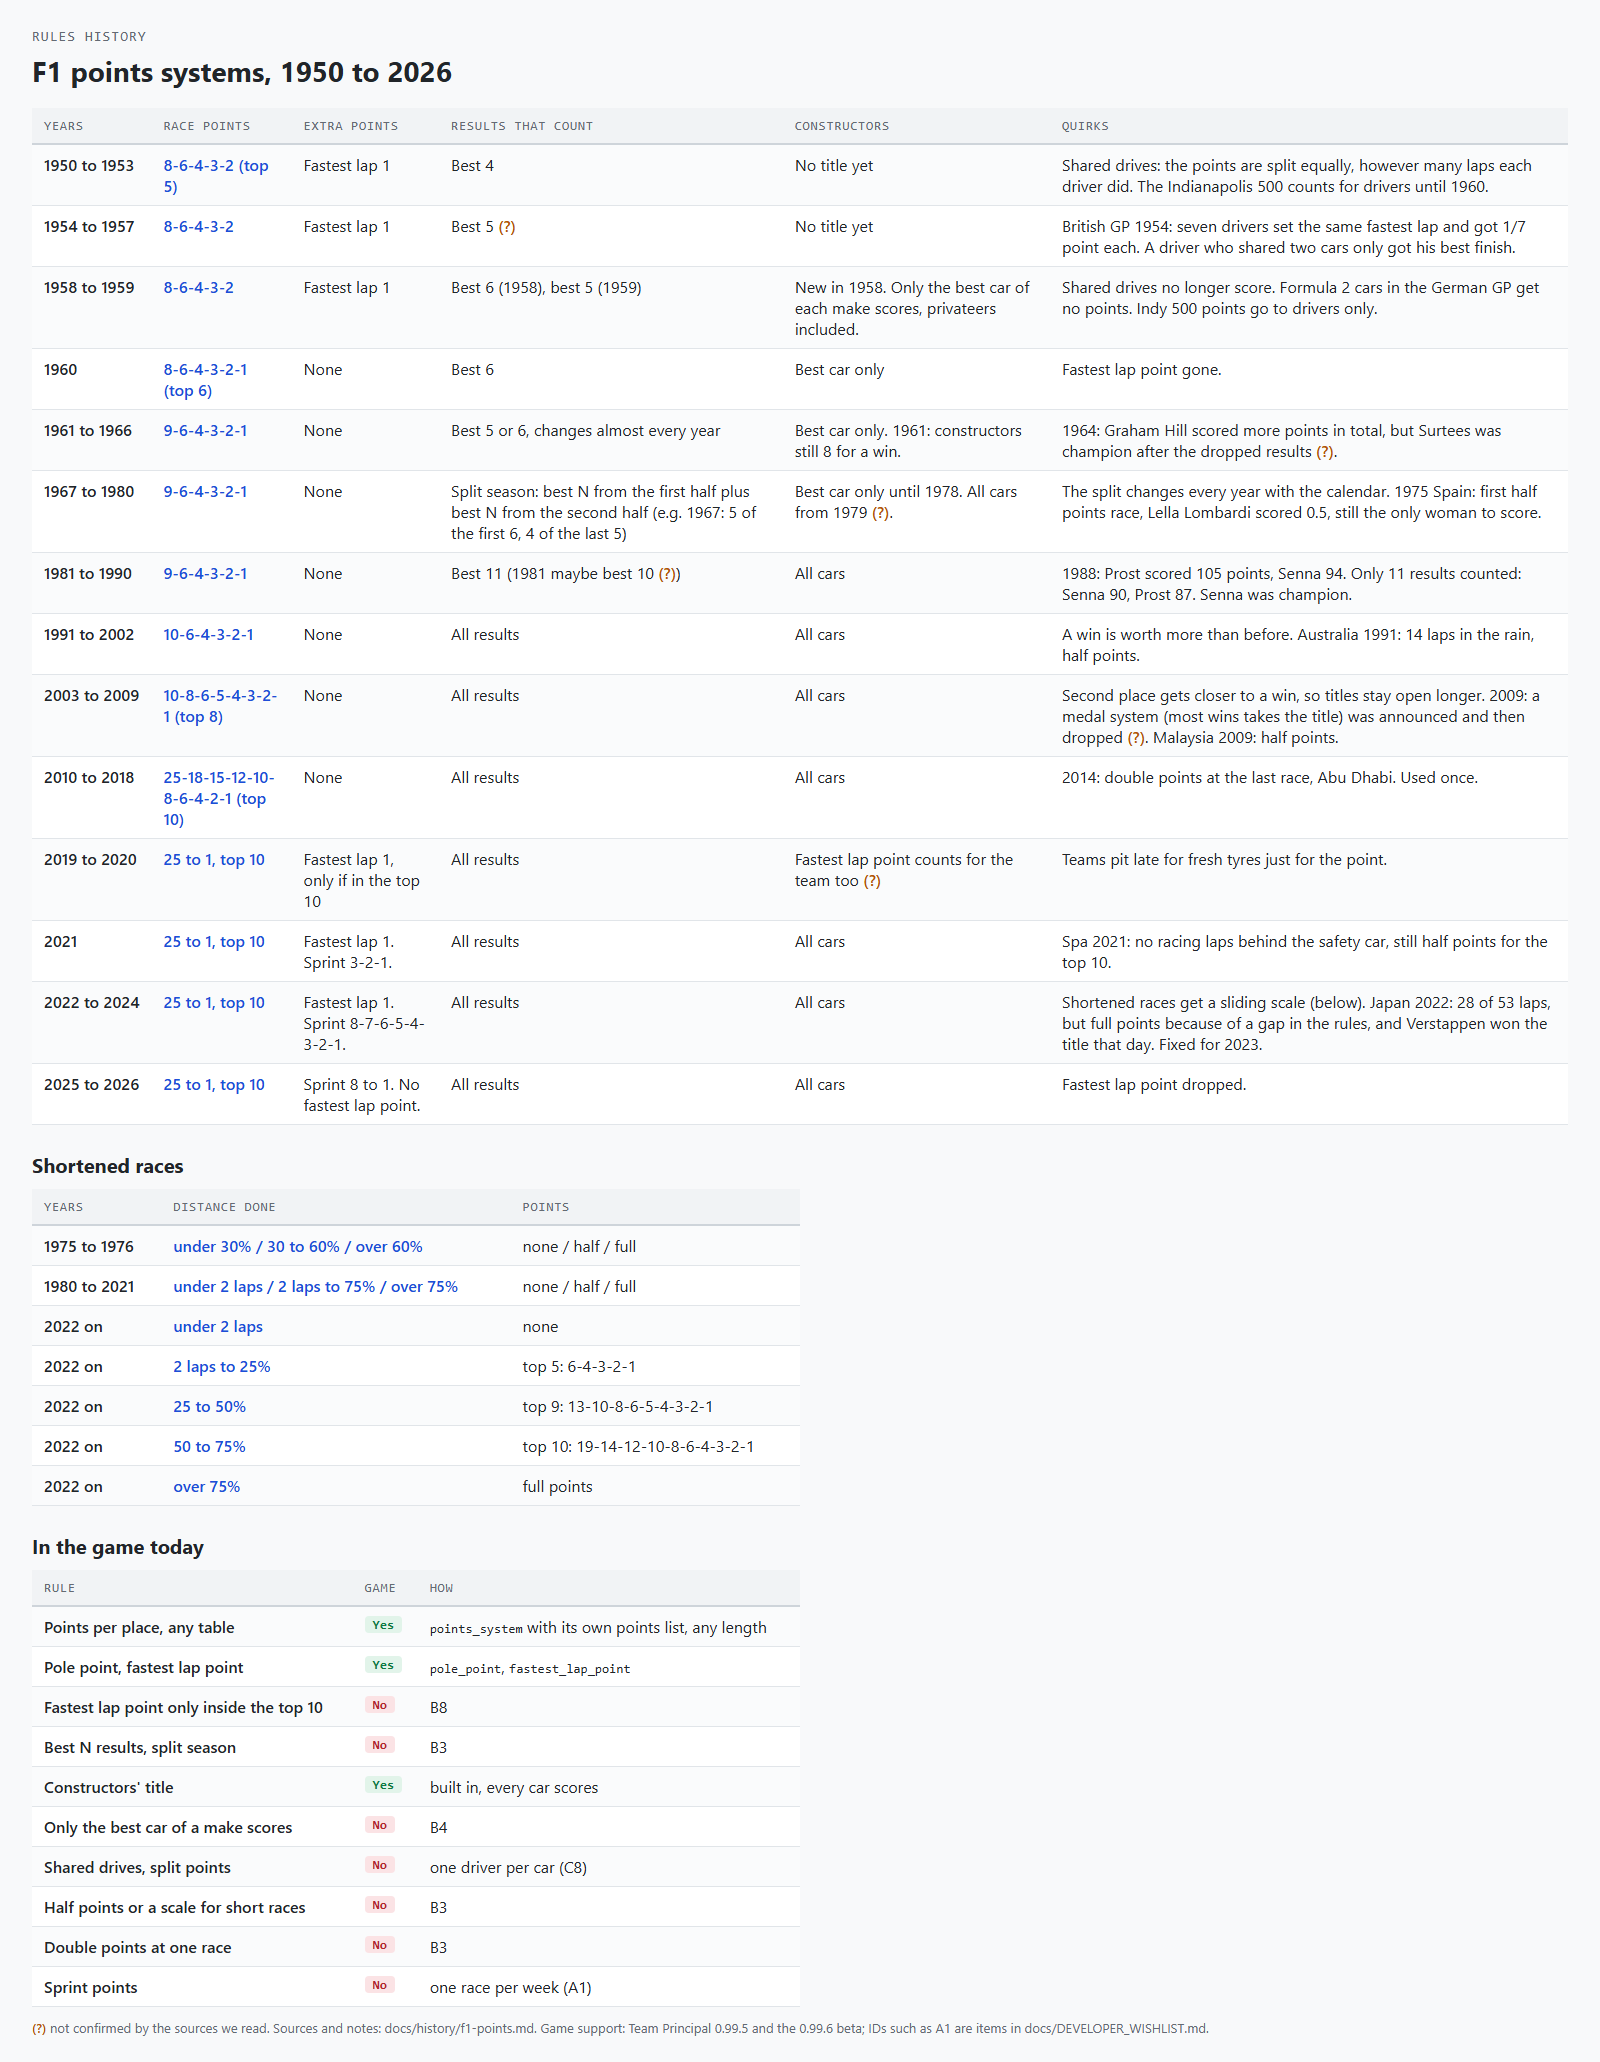 RULES HISTORY
F1 points systems, 1950 to 2026
YEARS RACE POINTS EXTRA POINTS RESULTS THAT COUNT CONSTRUCTORS QUIRKS
1950 to 1953
8-6-4-3-2 (top
5)
Fastest lap 1
Best 4
No title yet
Shared drives: the points are split equally, however many laps each
driver did. The Indianapolis 500 counts for drivers until 1960.
1954 to 1957
8-6-4-3-2
Fastest lap 1
Best 5 (?)
No title yet
British GP 1954: seven drivers set the same fastest lap and got 1/7
point each. A driver who shared two cars only got his best finish.
1958 to 1959
8-6-4-3-2
Fastest lap 1
Best 6 (1958), best 5 (1959)
New in 1958. Only the best car of
each make scores, privateers
included.
Shared drives no longer score. Formula 2 cars in the German GP get
no points. Indy 500 points go to drivers only.
1960
8-6-4-3-2-1
(top 6)
None
Best 6
Best car only
Fastest lap point gone.
1961 to 1966
9-6-4-3-2-1
None
Best 5 or 6, changes almost every year
Best car only. 1961: constructors
still 8 for a win.
1964: Graham Hill scored more points in total, but Surtees was
champion after the dropped results (?).
1967 to 1980
9-6-4-3-2-1
None
Split season: best N from the first half plus
best N from the second half (e.g. 1967: 5 of
the first 6, 4 of the last 5)
Best car only until 1978. All cars
from 1979 (?).
The split changes every year with the calendar. 1975 Spain: first half
points race, Lella Lombardi scored 0.5, still the only woman to score.
1981 to 1990
9-6-4-3-2-1
None
Best 11 (1981 maybe best 10 (?))
All cars
1988: Prost scored 105 points, Senna 94. Only 11 results counted:
Senna 90, Prost 87. Senna was champion.
1991 to 2002
10-6-4-3-2-1
None
All results
All cars
A win is worth more than before. Australia 1991: 14 laps in the rain,
half points.
2003 to 2009
10-8-6-5-4-3-2-
1 (top 8)
None
All results
All cars
Second place gets closer to a win, so titles stay open longer. 2009: a
medal system (most wins takes the title) was announced and then
dropped (?). Malaysia 2009: half points.
2010 to 2018
25-18-15-12-10-
8-6-4-2-1 (top
10)
None
All results
All cars
2014: double points at the last race, Abu Dhabi. Used once.
2019 to 2020
25 to 1, top 10
Fastest lap 1,
only if in the top
10
All results
Fastest lap point counts for the
team too (?)
Teams pit late for fresh tyres just for the point.
2021
25 to 1, top 10
Fastest lap 1.
Sprint 3-2-1.
All results
All cars
Spa 2021: no racing laps behind the safety car, still half points for the
top 10.
2022 to 2024
25 to 1, top 10
Fastest lap 1.
Sprint 8-7-6-5-4-
3-2-1.
All results
All cars
Shortened races get a sliding scale (below). Japan 2022: 28 of 53 laps,
but full points because of a gap in the rules, and Verstappen won the
title that day. Fixed for 2023.
2025 to 2026
25 to 1, top 10
Sprint 8 to 1. No
fastest lap point.
All results
All cars
Fastest lap point dropped.
Shortened races
YEARS DISTANCE DONE POINTS
1975 to 1976 under 30% / 30 to 60% / over 60% none / half / full
1980 to 2021 under 2 laps / 2 laps to 75% / over 75% none / half / full
2022 on under 2 laps none
2022 on 2 laps to 25% top 5: 6-4-3-2-1
2022 on 25 to 50% top 9: 13-10-8-6-5-4-3-2-1
2022 on 50 to 75% top 10: 19-14-12-10-8-6-4-3-2-1
2022 on over 75% full points
In the game today
RULE GAME HOW
Points per place, any table Yes points_system with its own points list, any length
Pole point, fastest lap point Yes pole_point, fastest_lap_point
Fastest lap point only inside the top 10 No B8
Best N results, split season No B3
Constructors' title Yes built in, every car scores
Only the best car of a make scores No B4
Shared drives, split points No one driver per car (C8)
Half points or a scale for short races No B3
Double points at one race No B3
Sprint points No one race per week (A1)
(?) not confirmed by the sources we read. Sources and notes: docs/history/f1-points.md. Game support: Team Principal 0.99.5 and the 0.99.6 beta; IDs such as A1 are items in docs/DEVELOPER_WISHLIST.md.